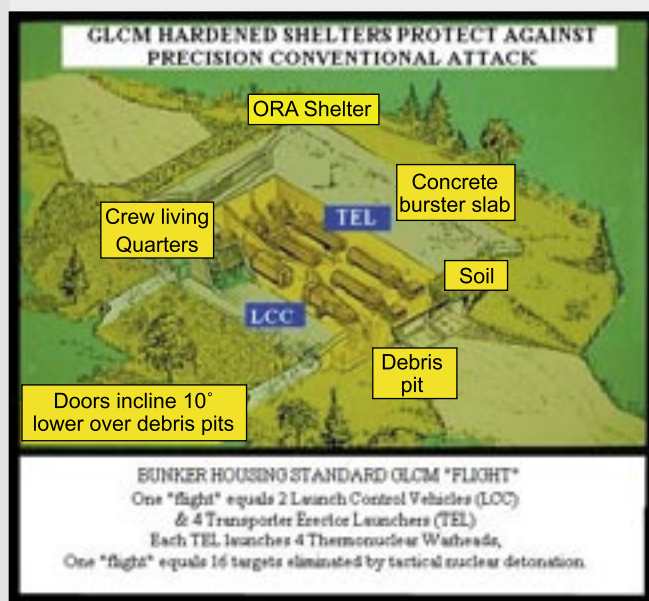 GLCM HARDENED SHELTERS PROTECT AGAINST
PRECISION CONVENTIONAL ATTACK
ORA Shelter
Concrete
burster slab
TEL
Crew living
Quarters
Soil
LCC
Debris
pit
Doors incline 10°
lower over debris pits
BUNKER HOUSING STANDARD GLCM "FLIGHT"
One "flight" equals 2 Launch Control Vehicles (LCC)
& 4 Transporter Erector Launchers (TEL)
Each TEL launches 4 Thermonuclear Warheads,
One "flight" equals 16 targets eliminated by tactical nuclear detonation.